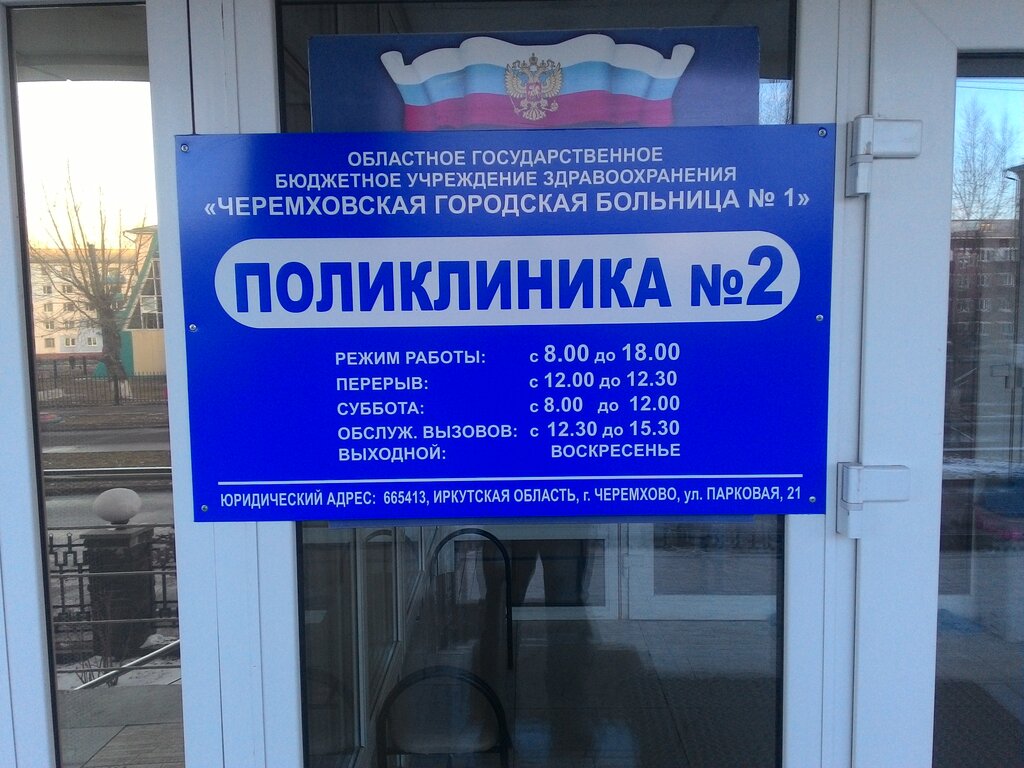 ОБЛАСТНОЕ ГОСУДАРСТВЕННОЕ
БЮДЖЕТНОЕ УЧРЕЖДЕНИЕ ЗДРАВООХРАНЕНИЯ
«ЧЕРЕМХОВСКАЯ ГОРОДСКАЯ БОЛЬНИЦА № 1»
ПОЛИКЛИНИКА №2
РЕЖИМ РАБОТЫ: с 8.00 до 18.00
ПЕРЕРЫВ: с 12.00 до 12.30
СУББОТА: с 8.00 до 12.00
ОБСЛУЖ. ВЫЗОВОВ: с 12.30 до 15.30
ВЫХОДНОЙ: ВОСКРЕСЕНЬЕ
ЮРИДИЧЕСКИЙ АДРЕС: 665413, ИРКУТСКАЯ ОБЛАСТЬ, г. ЧЕРЕМХОВО, ул. ПАРКОВАЯ, 21